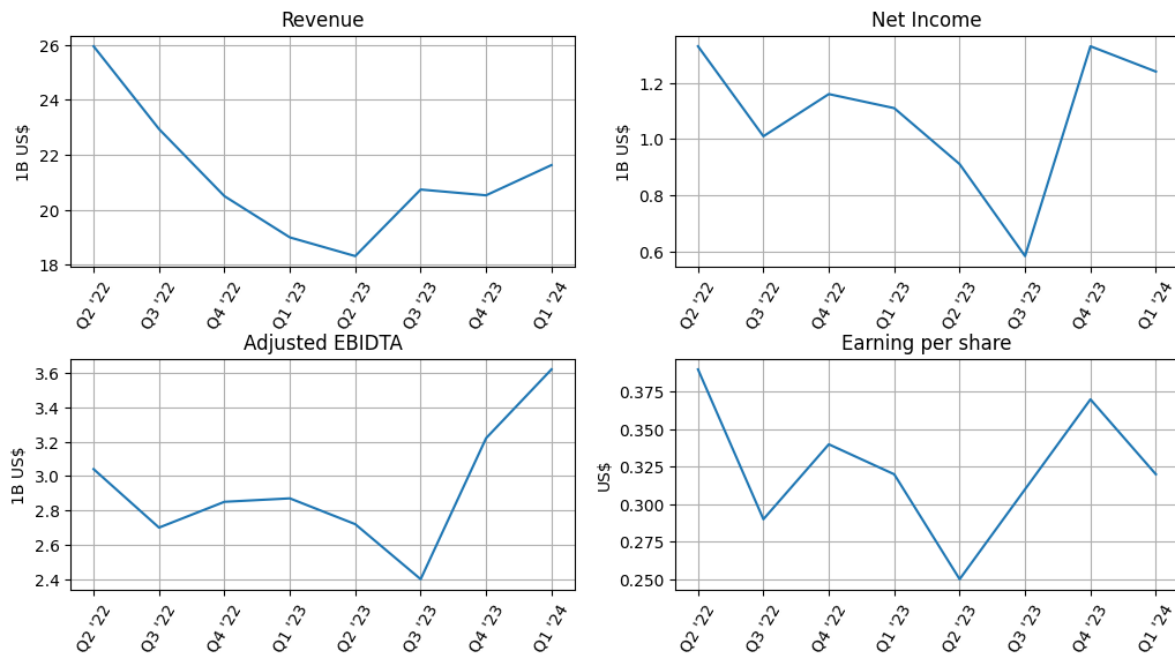 Revenue
26
24
22
20
18
1B US$
Q2 '22
Q3 '22
Q4 '22
Q1 '23
Q2 '23
Q3 '23
Q4 '23
Q1 '24
Net Income
1.2
1.0
0.8
0.6
1B US$
Q2 '22
Q3 '22
Q4 '22
Q1 '23
Q2 '23
Q3 '23
Q4 '23
Q1 '24
Adjusted EBIDTA
3.6
3.4
3.2
3.0
2.8
2.6
2.4
1B US$
Q2 '22
Q3 '22
Q4 '22
Q1 '23
Q2 '23
Q3 '23
Q4 '23
Q1 '24
Earning per share
0.375
0.350
0.325
0.300
0.275
0.250
US$
Q2 '22
Q3 '22
Q4 '22
Q1 '23
Q2 '23
Q3 '23
Q4 '23
Q1 '24